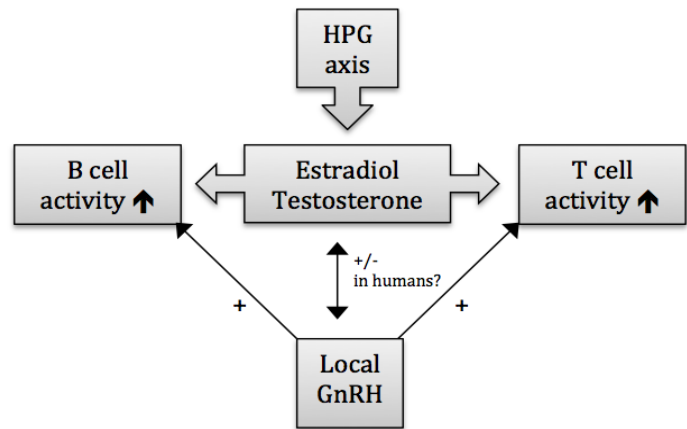 HPG
axis
B cell
activity ↑
Estradiol
Testosterone
T cell
activity ↑
+/-
in humans?
+
+
Local
GnRH